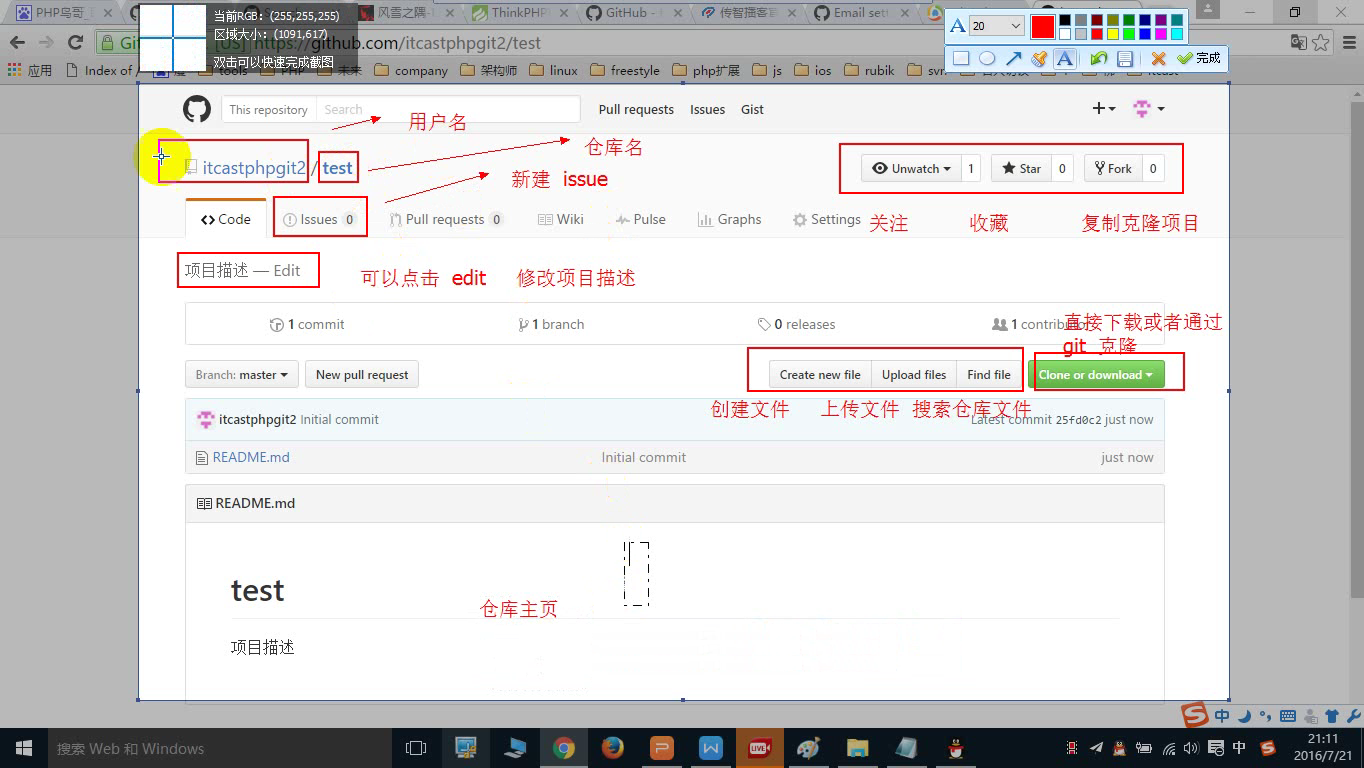 PHP鸟哥_
风雪之隅-L
ThinkPHP
GitHub -
传智播客官
Email sett
当前RGB：(255,255,255)
区域大小：(1091,617)
双击可以快速完成截图
[US] https://github.com/itcastphpgit2/test
20
完成
应用 Index of / tools PHP 未来 company 架构师 linux freestyle php扩展 js ios rubik svn
This repository Search Pull requests Issues Gist
用户名
仓库名
itcastphpgit2 / test
Unwatch 1 Star 0 Fork 0
新建 issue
Code Issues 0 Pull requests 0 Wiki Pulse Graphs Settings
关注 收藏 复制克隆项目
项目描述 — Edit
可以点击 edit 修改项目描述
1 commit 1 branch 0 releases 1 contributor
直接下载或者通过
git 克隆
Branch: master New pull request Create new file Upload files Find file Clone or download
创建文件 上传文件 搜索仓库文件
itcastphpgit2 Initial commit Latest commit 25fd0c2 just now
README.md Initial commit just now
README.md
test
仓库主页
项目描述
中
搜索 Web 和 Windows
LIVE
中
21:11
2016/7/21